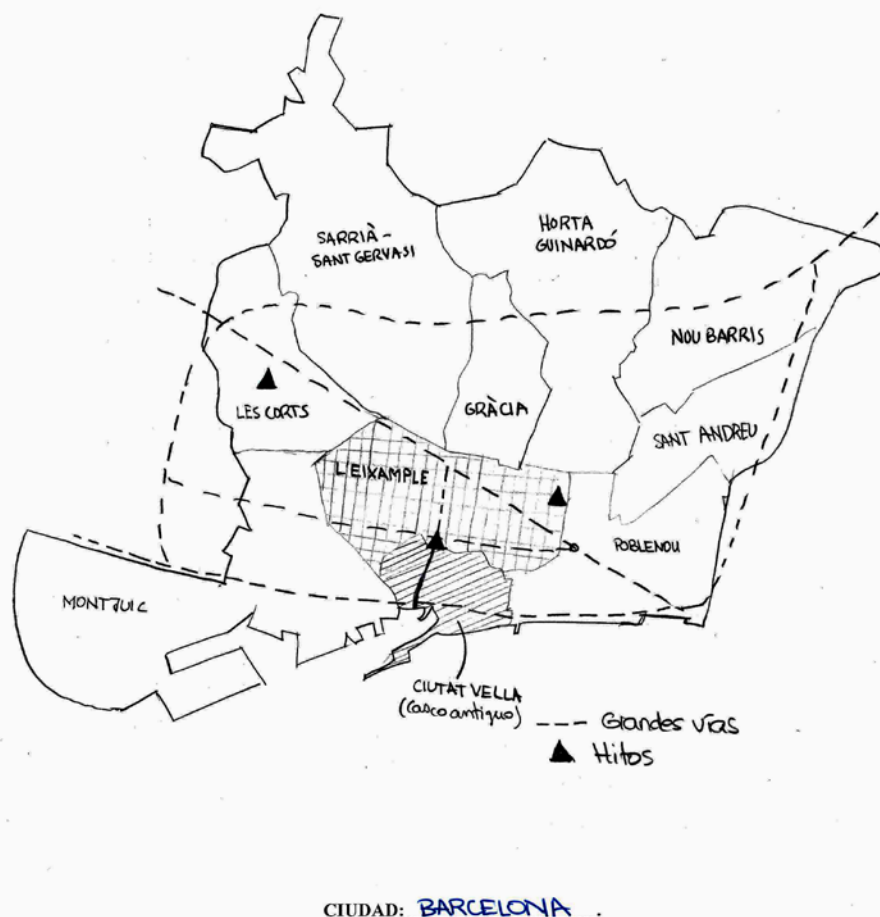 SARRIÀ-
SANT GERVASI
HORTA
GUINARDÓ
NOU BARRIS
LES CORTS
GRÀCIA
SANT ANDREU
L'EIXAMPLE
POBLENOU
MONTJUIC
CIUTAT VELLA
(casco antiguo)
Grandes vías
Hitos
CIUDAD: BARCELONA .